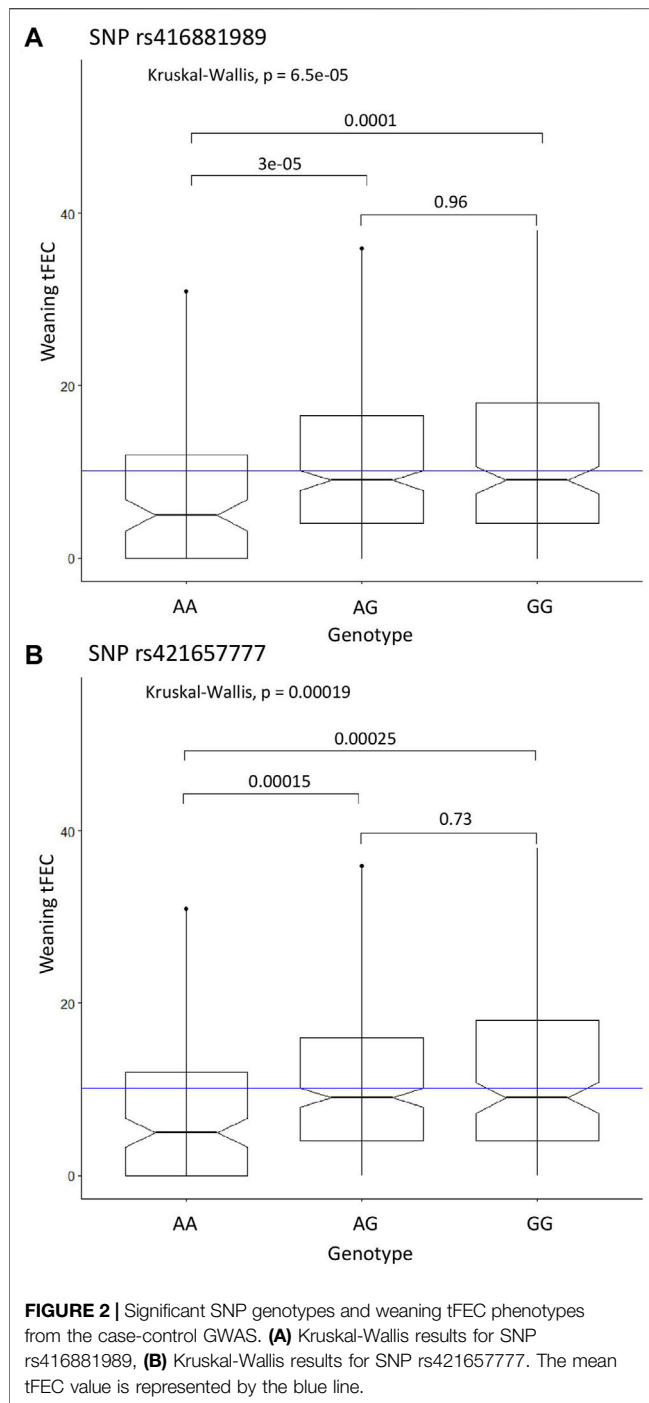 A SNP rs416881989
Kruskal-Wallis, p = 6.5e-05
0.0001
3e-05
0.96
40
20
0
Weaning tFEC
AA AG GG
Genotype
B SNP rs421657777
Kruskal-Wallis, p = 0.00019
0.00025
0.00015
0.73
40
20
0
Weaning tFEC
AA AG GG
Genotype
FIGURE 2 | Significant SNP genotypes and weaning tFEC phenotypes
from the case-control GWAS. (A) Kruskal-Wallis results for SNP
rs416881989, (B) Kruskal-Wallis results for SNP rs421657777. The mean
tFEC value is represented by the blue line.